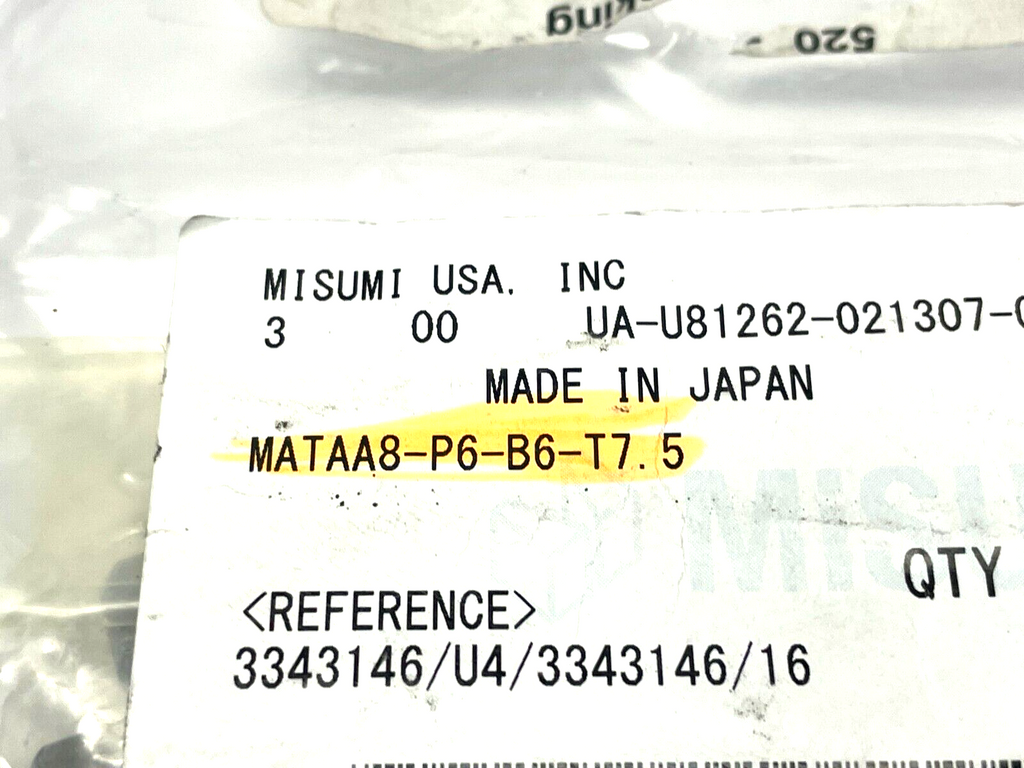 520 -
MISUMI USA. INC
3 00 UA-U81262-021307-
MADE IN JAPAN
MATAA8-P6-B6-T7.5
MISU
QTY
<REFERENCE>
3343146/U4/3343146/16